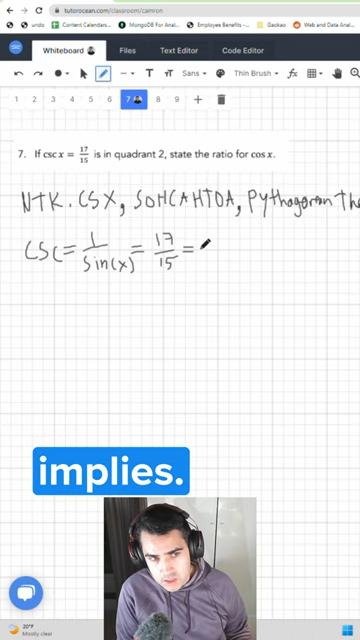 tutorocean.com/classroom/camron
undo
Content Calendars...
MongoDB For Anal...
Employee Benefits -...
Gaokao
Web and Data Anal...
Whiteboard
Files
Text Editor
Code Editor
T T Sans Thin Brush fx
1 2 3 4 5 6 7 8 9 +
7. If csc x = 17/15 is in quadrant 2, state the ratio for cos x.
NTK. CSX, SOHCAHTOA, Pythagorean The
CSC = 1/sin(x) = 17/15 =
implies.
20°F
Mostly clear